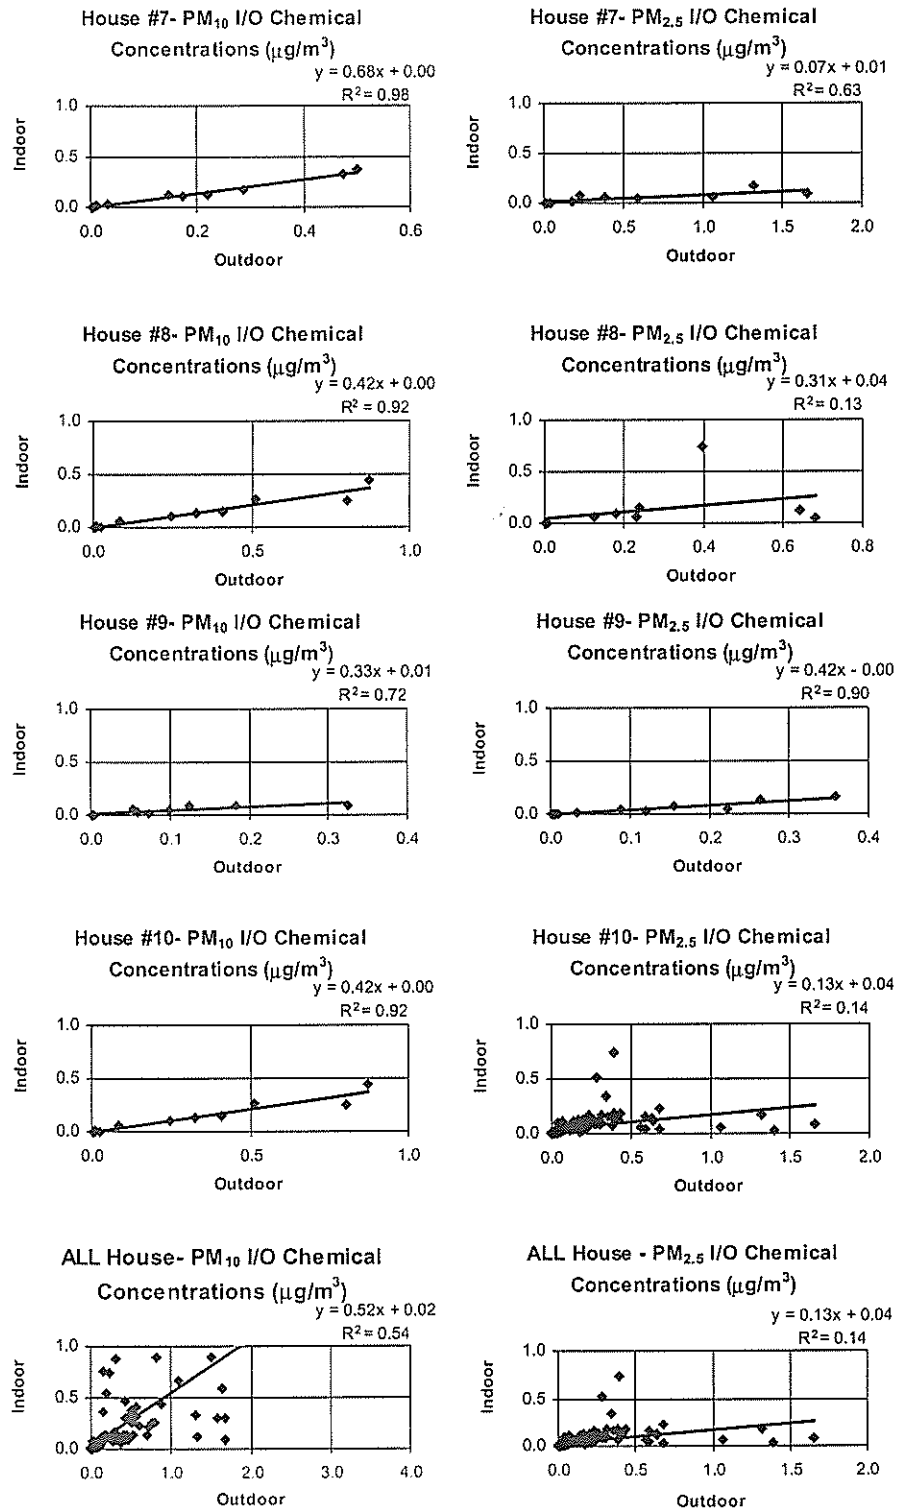 House #7- PM10 I/O Chemical
Concentrations (μg/m3)
y = 0.68x + 0.00
R2 = 0.98
Indoor
1.0
0.5
0.0
0.0 0.2 0.4 0.6
Outdoor
House #7- PM2.5 I/O Chemical
Concentrations (μg/m3)
y = 0.07x + 0.01
R2 = 0.63
Indoor
1.0
0.5
0.0
0.0 0.5 1.0 1.5 2.0
Outdoor
House #8- PM10 I/O Chemical
Concentrations (μg/m3)
y = 0.42x + 0.00
R2 = 0.92
Indoor
1.0
0.5
0.0
0.0 0.5 1.0
Outdoor
House #8- PM2.5 I/O Chemical
Concentrations (μg/m3)
y = 0.31x + 0.04
R2 = 0.13
Indoor
1.0
0.5
0.0
0.0 0.2 0.4 0.6 0.8
Outdoor
House #9- PM10 I/O Chemical
Concentrations (μg/m3)
y = 0.33x + 0.01
R2 = 0.72
Indoor
1.0
0.5
0.0
0.0 0.1 0.2 0.3 0.4
Outdoor
House #9- PM2.5 I/O Chemical
Concentrations (μg/m3)
y = 0.42x - 0.00
R2 = 0.90
Indoor
1.0
0.5
0.0
0.0 0.1 0.2 0.3 0.4
Outdoor
House #10- PM10 I/O Chemical
Concentrations (μg/m3)
y = 0.42x + 0.00
R2 = 0.92
Indoor
1.0
0.5
0.0
0.0 0.5 1.0
Outdoor
House #10- PM2.5 I/O Chemical
Concentrations (μg/m3)
y = 0.13x + 0.04
R2 = 0.14
Indoor
1.0
0.5
0.0
0.0 0.5 1.0 1.5 2.0
Outdoor
ALL House- PM10 I/O Chemical
Concentrations (μg/m3)
y = 0.52x + 0.02
R2 = 0.54
Indoor
1.0
0.5
0.0
0.0 1.0 2.0 3.0 4.0
Outdoor
ALL House - PM2.5 I/O Chemical
Concentrations (μg/m3)
y = 0.13x + 0.04
R2 = 0.14
Indoor
1.0
0.5
0.0
0.0 0.5 1.0 1.5 2.0
Outdoor